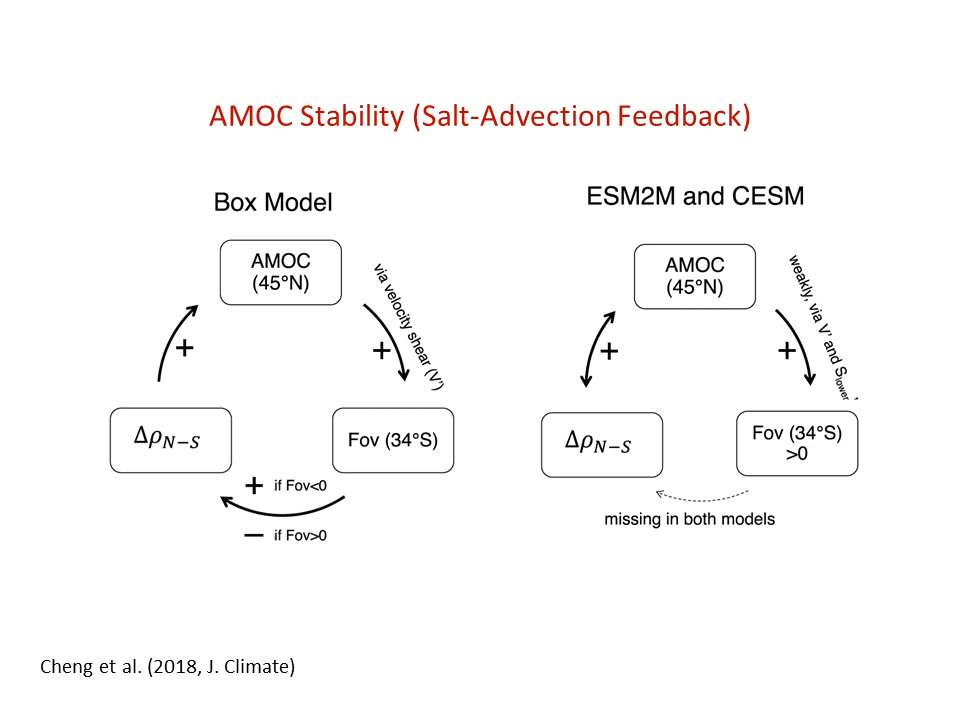 AMOC Stability (Salt-Advection Feedback)
Box Model
AMOC
(45°N)
via velocity shear (V')
+
+
Δρ_{N−S}
Fov (34°S)
+ if Fov<0
− if Fov>0
ESM2M and CESM
AMOC
(45°N)
weakly, via V' and S_{lower}'
+
+
Δρ_{N−S}
Fov (34°S)
>0
missing in both models
Cheng et al. (2018, J. Climate)